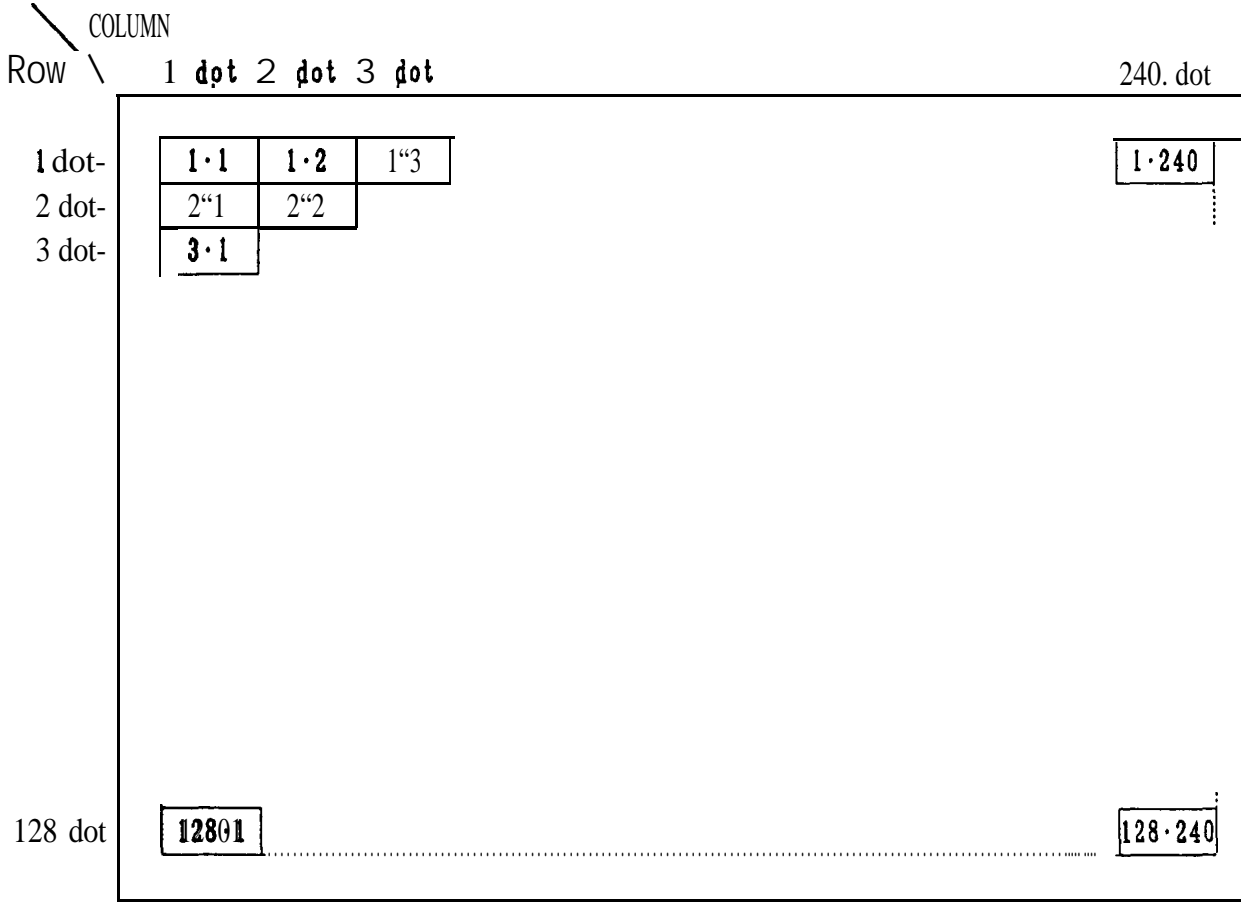 COLUMN
Row \ 1 dot 2 dot 3 dot 240. dot
1 dot- 1·1 1·2 1“3 1·240
2 dot- 2“1 2“2
3 dot- 3·1
128 dot 12801 128·240